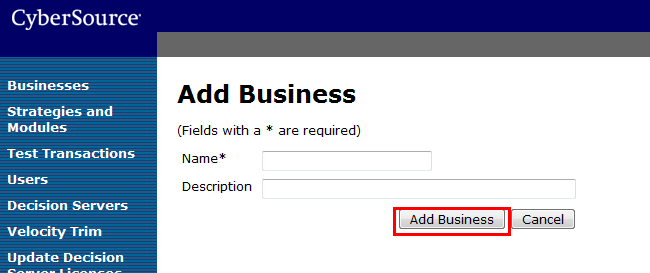 CyberSource
Businesses
Strategies and
Modules
Test Transactions
Users
Decision Servers
Velocity Trim
Update Decision
Server Licenses
Add Business
(Fields with a * are required)
Name*
Description
Add Business Cancel